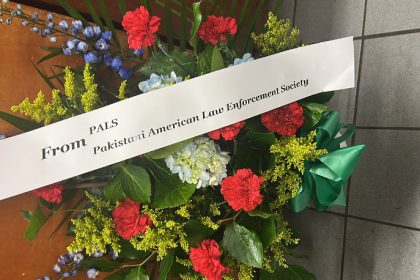 From PALS
Pakistani American Law Enforcement Society